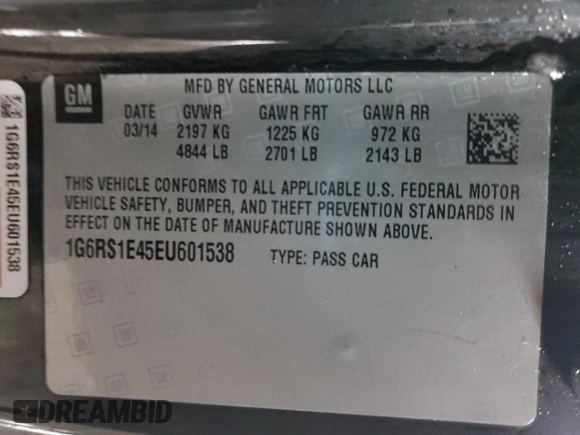 GM
MFD BY GENERAL MOTORS LLC
DATE GVWR GAWR FRT GAWR RR
03/14 2197 KG 1225 KG 972 KG
4844 LB 2701 LB 2143 LB
THIS VEHICLE CONFORMS TO ALL APPLICABLE U.S. FEDERAL MOTOR
VEHICLE SAFETY, BUMPER, AND THEFT PREVENTION STANDARDS IN
EFFECT ON THE DATE OF MANUFACTURE SHOWN ABOVE.
1G6RS1E45EU601538 TYPE: PASS CAR
1G6RS1E45EU601538
DREAMBID